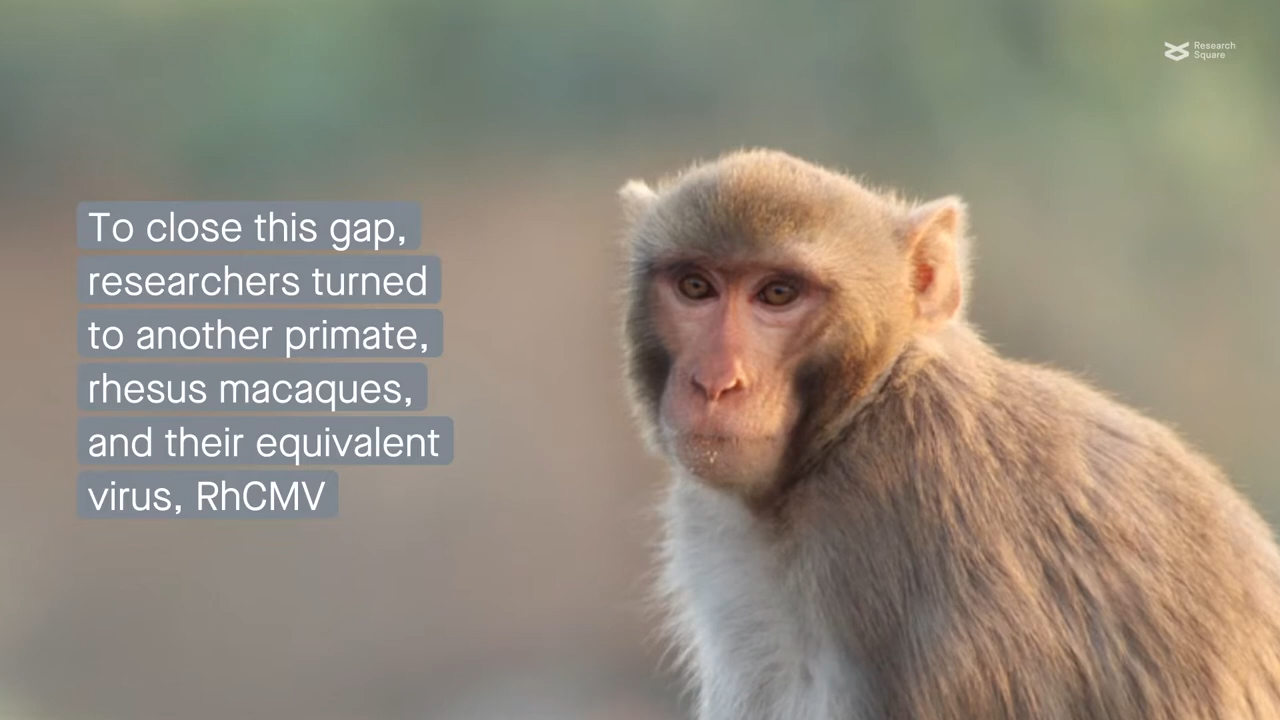 Research
Square
To close this gap,
researchers turned
to another primate,
rhesus macaques,
and their equivalent
virus, RhCMV